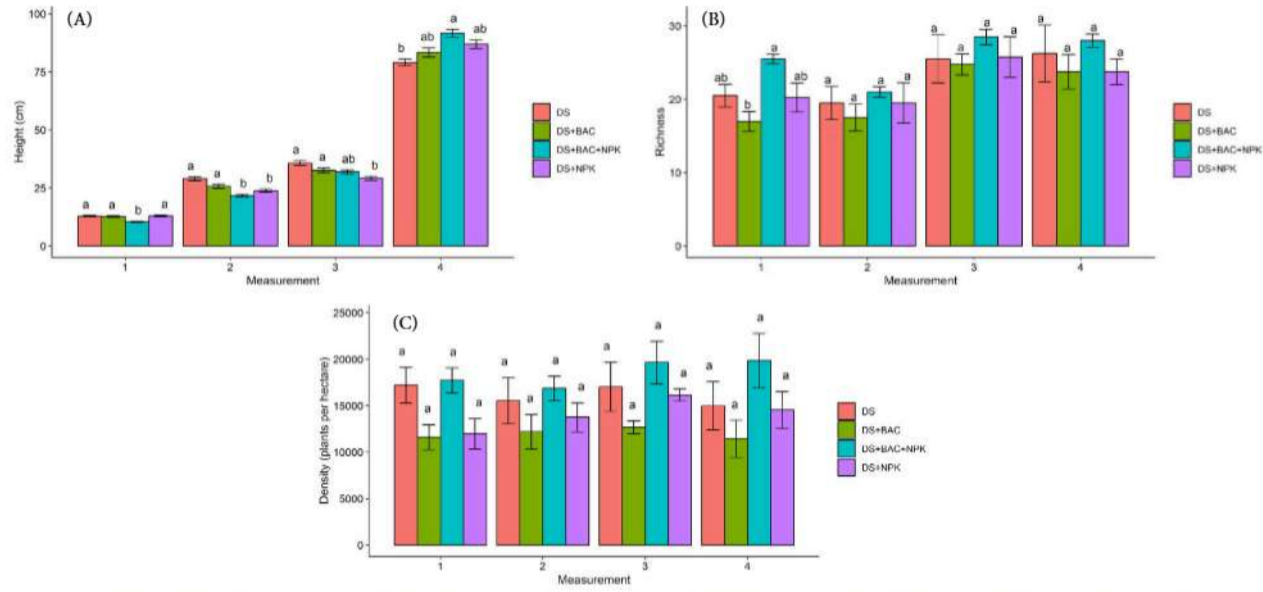 (A)
Height (cm)
100
75
50
25
0
a a b a
a a b b
a a ab b
b ab a ab
1 2 3 4
Measurement
DS
DS+BAC
DS+BAC+NPK
DS+NPK
(B)
Richness
30
20
10
0
ab b a ab
a a a a
a a a a
a a a a
1 2 3 4
Measurement
DS
DS+BAC
DS+BAC+NPK
DS+NPK
(C)
Density (plants per hectare)
25000
20000
15000
10000
5000
0
a a a a
a a a a
a a a a
a a a a
1 2 3 4
Measurement
DS
DS+BAC
DS+BAC+NPK
DS+NPK